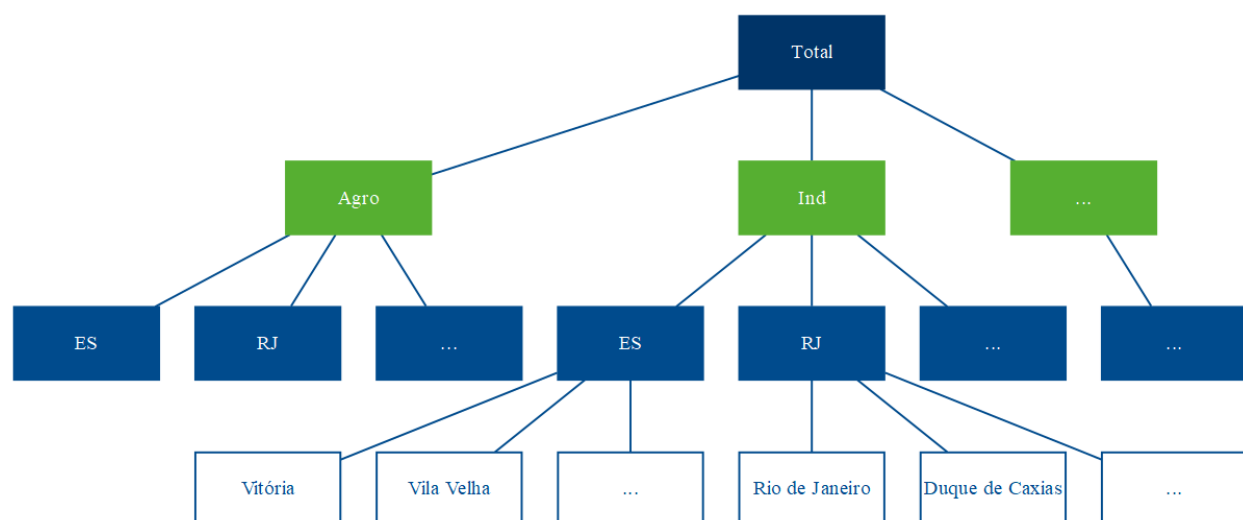 Total
Agro
Ind
...
ES
RJ
...
ES
RJ
...
...
Vitória
Vila Velha
...
Rio de Janeiro
Duque de Caxias
...